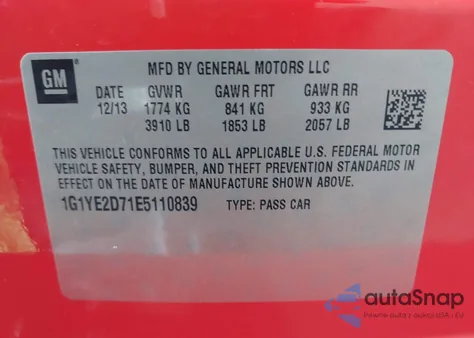 GM
MFD BY GENERAL MOTORS LLC
DATE GVWR GAWR FRT GAWR RR
12/13 1774 KG 841 KG 933 KG
3910 LB 1853 LB 2057 LB
THIS VEHICLE CONFORMS TO ALL APPLICABLE U.S. FEDERAL MOTOR
VEHICLE SAFETY, BUMPER, AND THEFT PREVENTION STANDARDS IN
EFFECT ON THE DATE OF MANUFACTURE SHOWN ABOVE.
1G1YE2D71E5110839 TYPE: PASS CAR
autaSnap